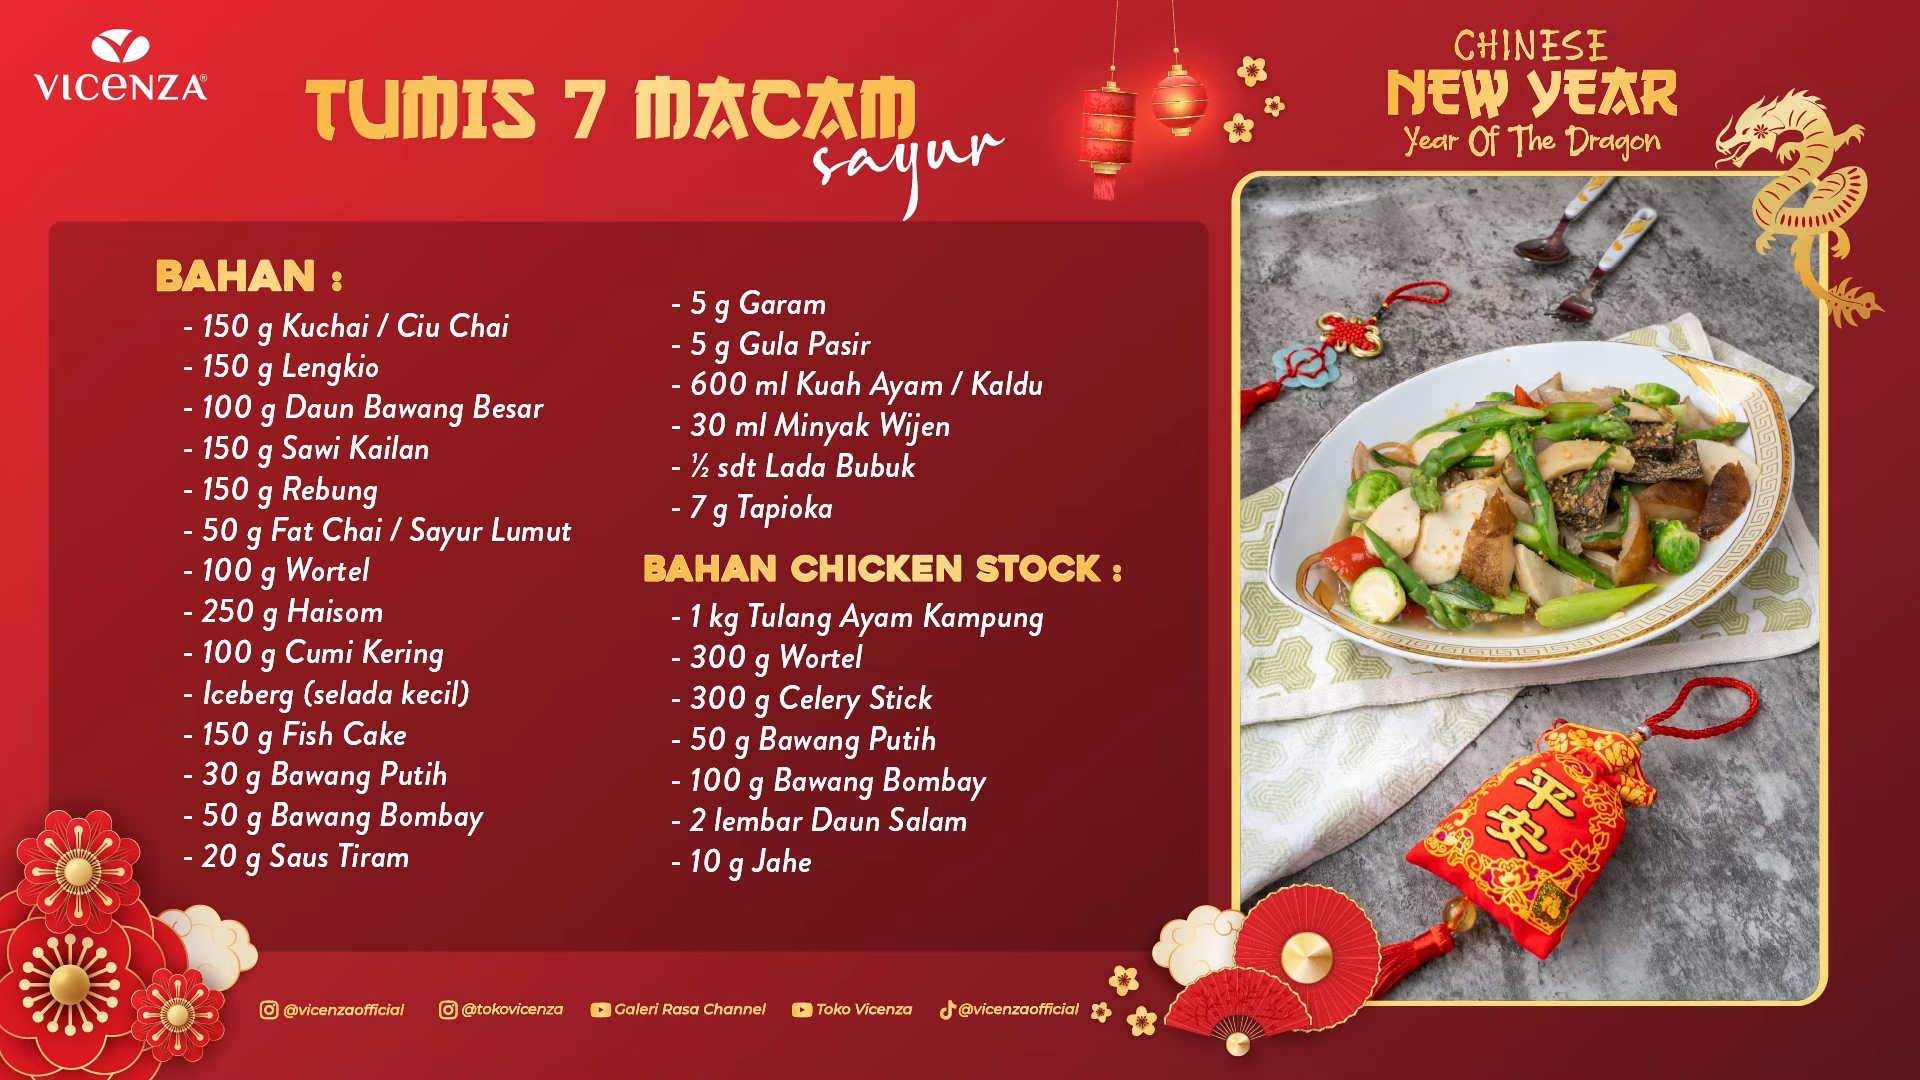 VICENZA®
TUMIS 7 MACAM
sayur
CHINESE
NEW YEAR
Year Of The Dragon
BAHAN :
- 150 g Kuchai / Ciu Chai
- 150 g Lengkio
- 100 g Daun Bawang Besar
- 150 g Sawi Kailan
- 150 g Rebung
- 50 g Fat Chai / Sayur Lumut
- 100 g Wortel
- 250 g Haisom
- 100 g Cumi Kering
- Iceberg (selada kecil)
- 150 g Fish Cake
- 30 g Bawang Putih
- 50 g Bawang Bombay
- 20 g Saus Tiram
- 5 g Garam
- 5 g Gula Pasir
- 600 ml Kuah Ayam / Kaldu
- 30 ml Minyak Wijen
- ½ sdt Lada Bubuk
- 7 g Tapioka
BAHAN CHICKEN STOCK :
- 1 kg Tulang Ayam Kampung
- 300 g Wortel
- 300 g Celery Stick
- 50 g Bawang Putih
- 100 g Bawang Bombay
- 2 lembar Daun Salam
- 10 g Jahe
平安
@vicenzaofficial @tokovicenza Galeri Rasa Channel Toko Vicenza @vicenzaofficial